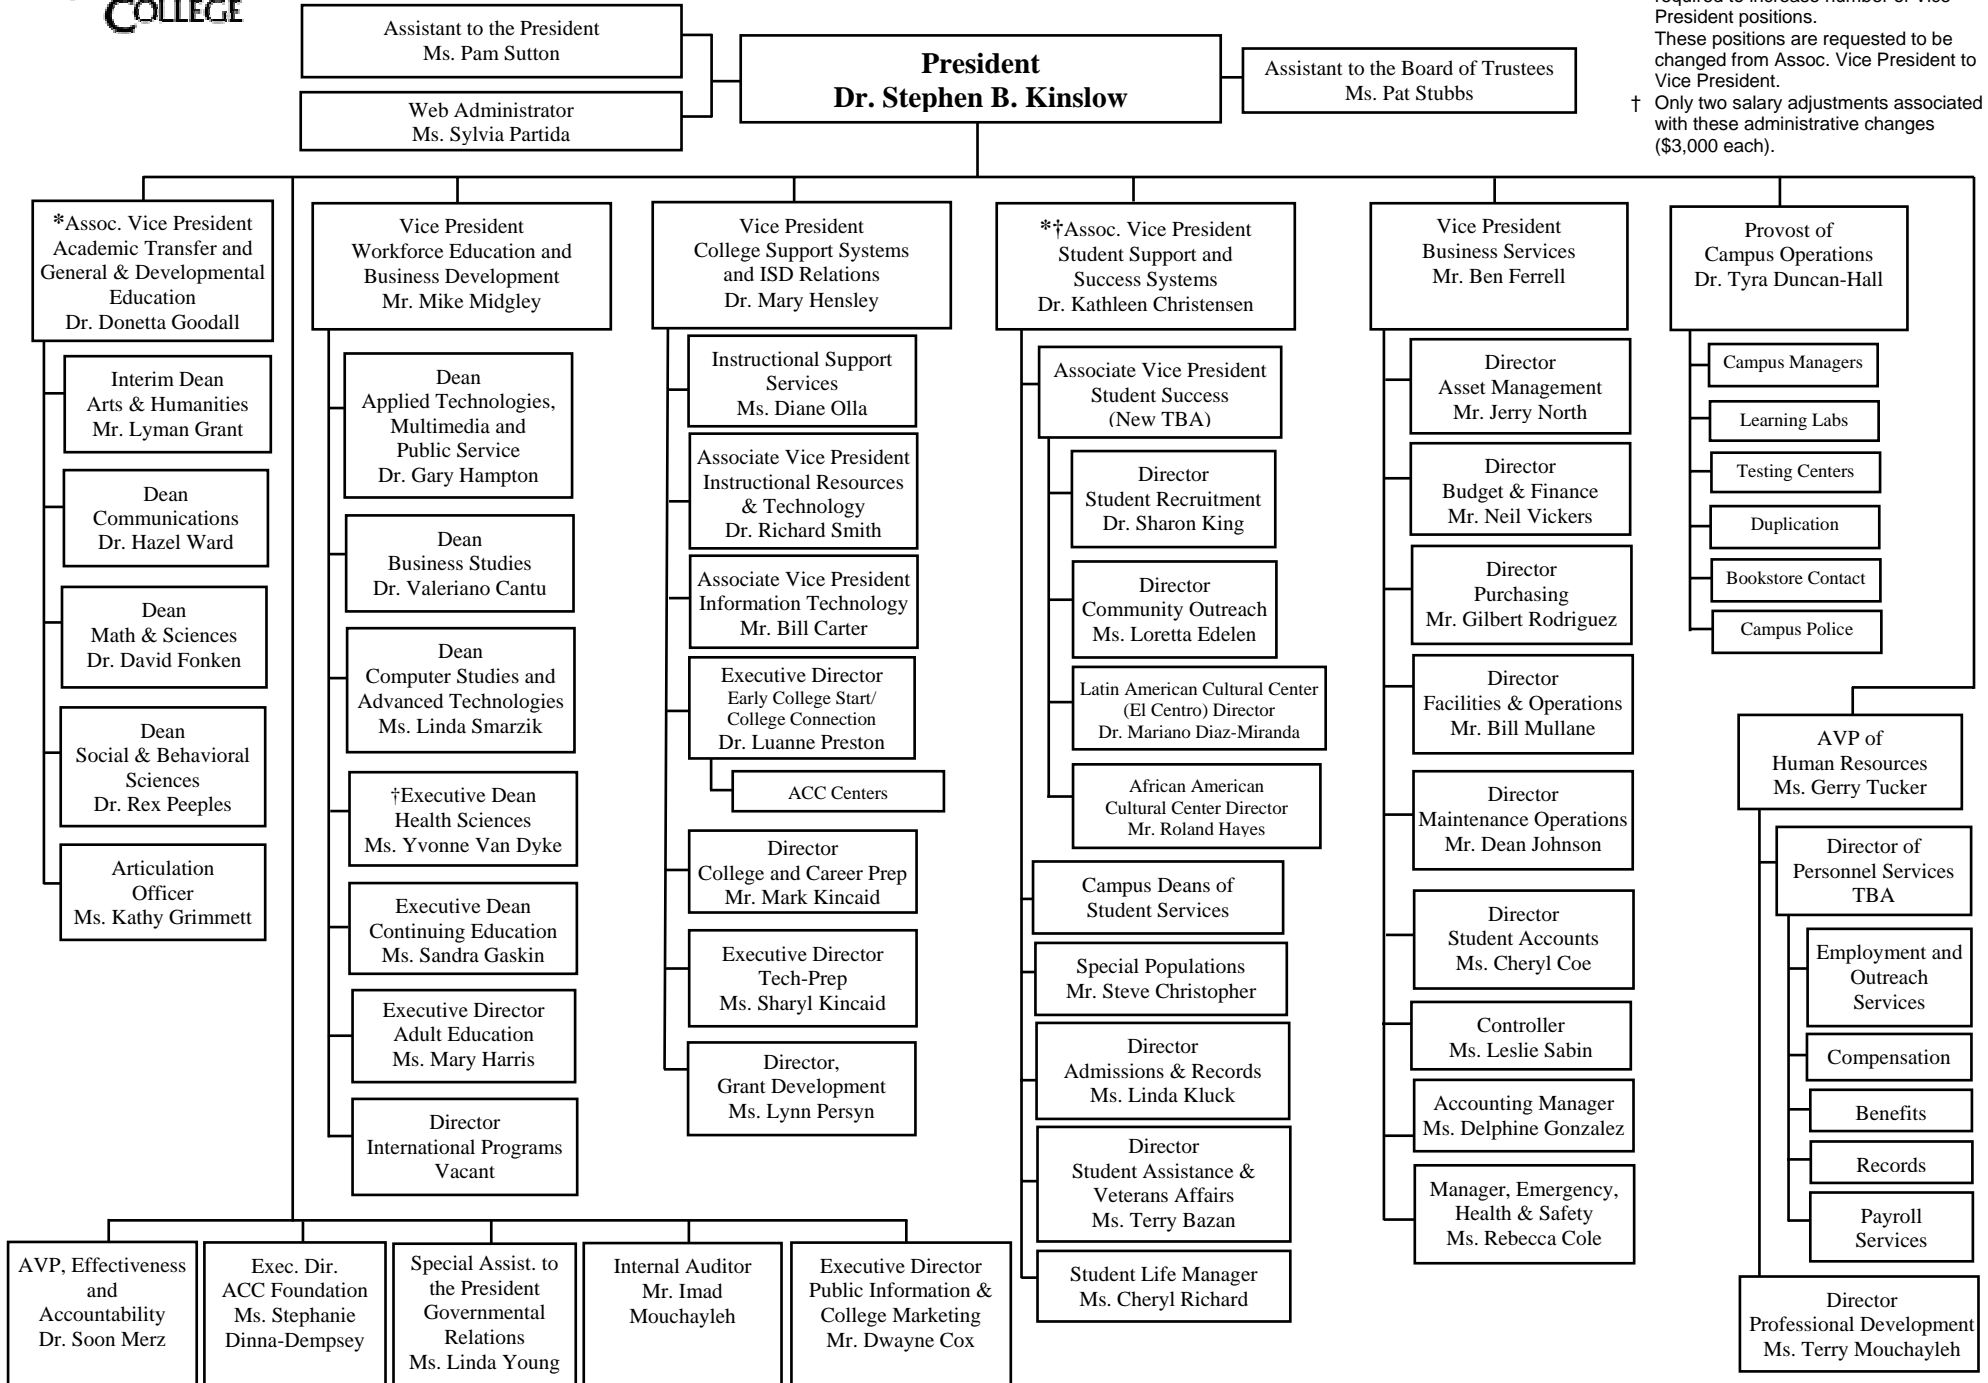 COLLEGE
President positions.
These positions are requested to be
changed from Assoc. Vice President to
Vice President.
† Only two salary adjustments associated
with these administrative changes
($3,000 each).
Assistant to the President
Ms. Pam Sutton
Web Administrator
Ms. Sylvia Partida
President
Dr. Stephen B. Kinslow
Assistant to the Board of Trustees
Ms. Pat Stubbs
*Assoc. Vice President
Academic Transfer and
General & Developmental
Education
Dr. Donetta Goodall
Interim Dean
Arts & Humanities
Mr. Lyman Grant
Dean
Communications
Dr. Hazel Ward
Dean
Math & Sciences
Dr. David Fonken
Dean
Social & Behavioral
Sciences
Dr. Rex Peeples
Articulation
Officer
Ms. Kathy Grimmett
Vice President
Workforce Education and
Business Development
Mr. Mike Midgley
Dean
Applied Technologies,
Multimedia and
Public Service
Dr. Gary Hampton
Dean
Business Studies
Dr. Valeriano Cantu
Dean
Computer Studies and
Advanced Technologies
Ms. Linda Smarzik
†Executive Dean
Health Sciences
Ms. Yvonne Van Dyke
Executive Dean
Continuing Education
Ms. Sandra Gaskin
Executive Director
Adult Education
Ms. Mary Harris
Director
International Programs
Vacant
Vice President
College Support Systems
and ISD Relations
Dr. Mary Hensley
Instructional Support
Services
Ms. Diane Olla
Associate Vice President
Instructional Resources
& Technology
Dr. Richard Smith
Associate Vice President
Information Technology
Mr. Bill Carter
Executive Director
Early College Start/
College Connection
Dr. Luanne Preston
ACC Centers
Director
College and Career Prep
Mr. Mark Kincaid
Executive Director
Tech-Prep
Ms. Sharyl Kincaid
Director,
Grant Development
Ms. Lynn Persyn
*†Assoc. Vice President
Student Support and
Success Systems
Dr. Kathleen Christensen
Associate Vice President
Student Success
(New TBA)
Director
Student Recruitment
Dr. Sharon King
Director
Community Outreach
Ms. Loretta Edelen
Latin American Cultural Center
(El Centro) Director
Dr. Mariano Diaz-Miranda
African American
Cultural Center Director
Mr. Roland Hayes
Campus Deans of
Student Services
Special Populations
Mr. Steve Christopher
Director
Admissions & Records
Ms. Linda Kluck
Director
Student Assistance &
Veterans Affairs
Ms. Terry Bazan
Student Life Manager
Ms. Cheryl Richard
Vice President
Business Services
Mr. Ben Ferrell
Director
Asset Management
Mr. Jerry North
Director
Budget & Finance
Mr. Neil Vickers
Director
Purchasing
Mr. Gilbert Rodriguez
Director
Facilities & Operations
Mr. Bill Mullane
Director
Maintenance Operations
Mr. Dean Johnson
Director
Student Accounts
Ms. Cheryl Coe
Controller
Ms. Leslie Sabin
Accounting Manager
Ms. Delphine Gonzalez
Manager, Emergency,
Health & Safety
Ms. Rebecca Cole
Provost of
Campus Operations
Dr. Tyra Duncan-Hall
Campus Managers
Learning Labs
Testing Centers
Duplication
Bookstore Contact
Campus Police
AVP of
Human Resources
Ms. Gerry Tucker
Director of
Personnel Services
TBA
Employment and
Outreach
Services
Compensation
Benefits
Records
Payroll
Services
Director
Professional Development
Ms. Terry Mouchayleh
AVP, Effectiveness
and
Accountability
Dr. Soon Merz
Exec. Dir.
ACC Foundation
Ms. Stephanie
Dinna-Dempsey
Special Assist. to
the President
Governmental
Relations
Ms. Linda Young
Internal Auditor
Mr. Imad
Mouchayleh
Executive Director
Public Information &
College Marketing
Mr. Dwayne Cox